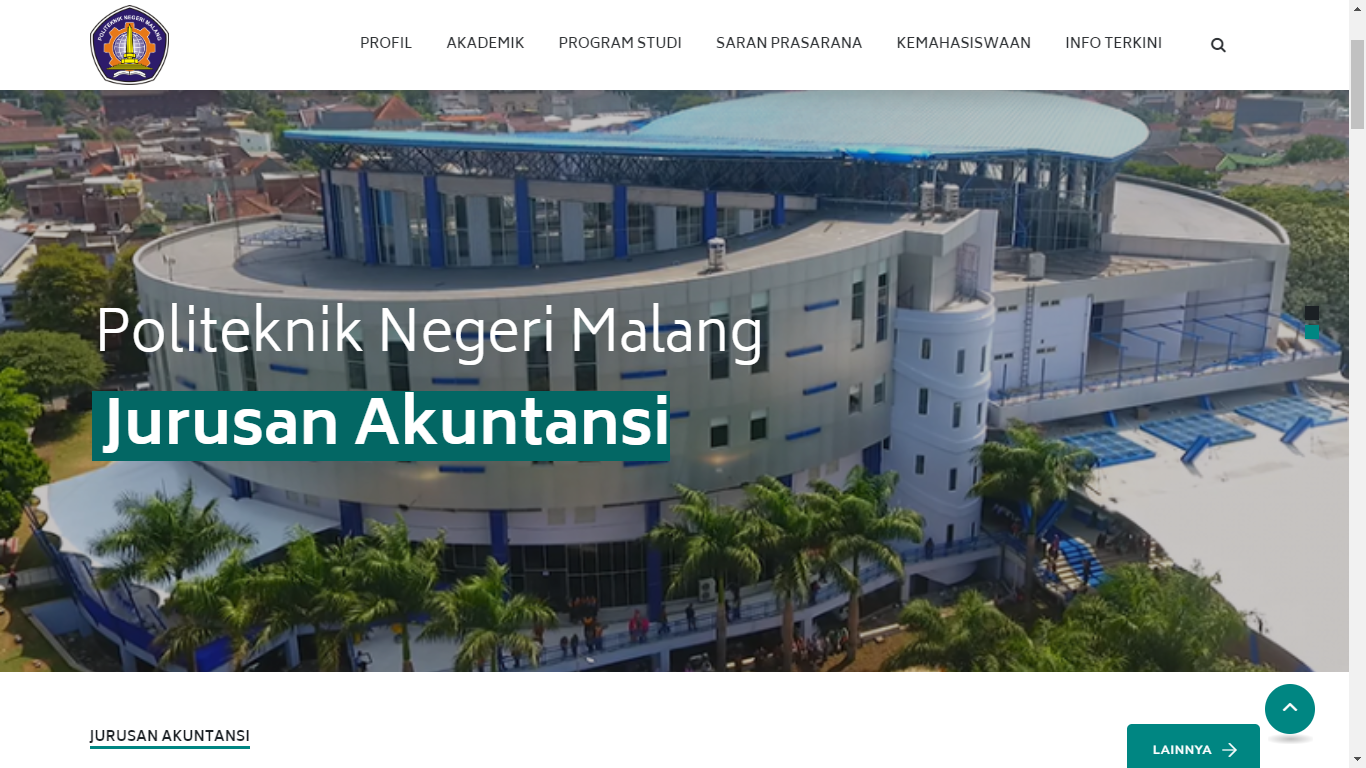 POLITEKNIK NEGERI MALANG
PROFIL
AKADEMIK
PROGRAM STUDI
SARAN PRASARANA
KEMAHASISWAAN
INFO TERKINI
Politeknik Negeri Malang
Jurusan Akuntansi
JURUSAN AKUNTANSI
LAINNYA